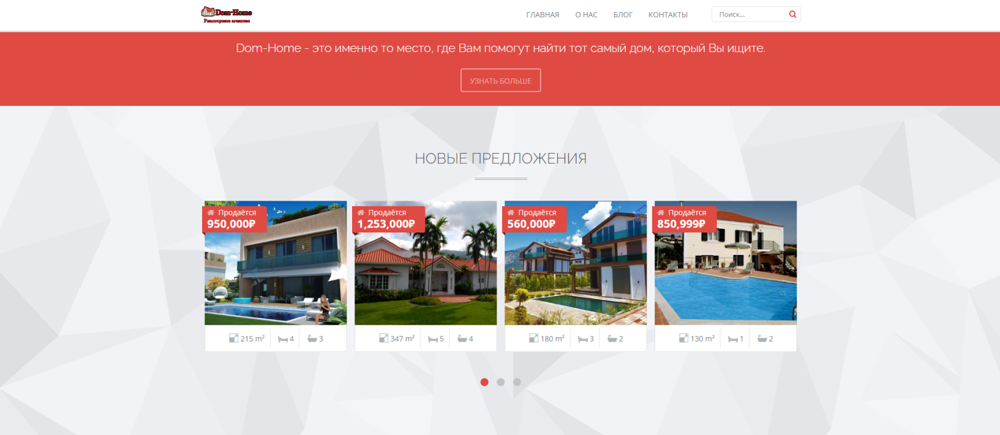 Dom-Home
Риэлторское агенство
ГЛАВНАЯ О НАС БЛОГ КОНТАКТЫ Поиск...
Dom-Home - это именно то место, где Вам помогут найти тот самый дом, который Вы ищите.
УЗНАТЬ БОЛЬШЕ
НОВЫЕ ПРЕДЛОЖЕНИЯ
Продаётся
950,000₽
215 m² 4 3
Продаётся
1,253,000₽
347 m² 5 4
Продаётся
560,000₽
180 m² 3 2
Продаётся
850,999₽
130 m² 1 2